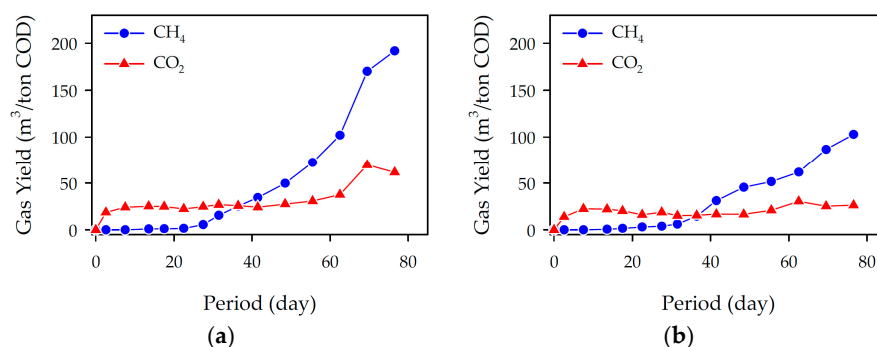 Gas Yield (m³/ton COD)
200
150
100
50
0
CH₄
CO₂
0 20 40 60 80
Period (day)
(a)
Gas Yield (m³/ton COD)
200
150
100
50
0
CH₄
CO₂
0 20 40 60 80
Period (day)
(b)